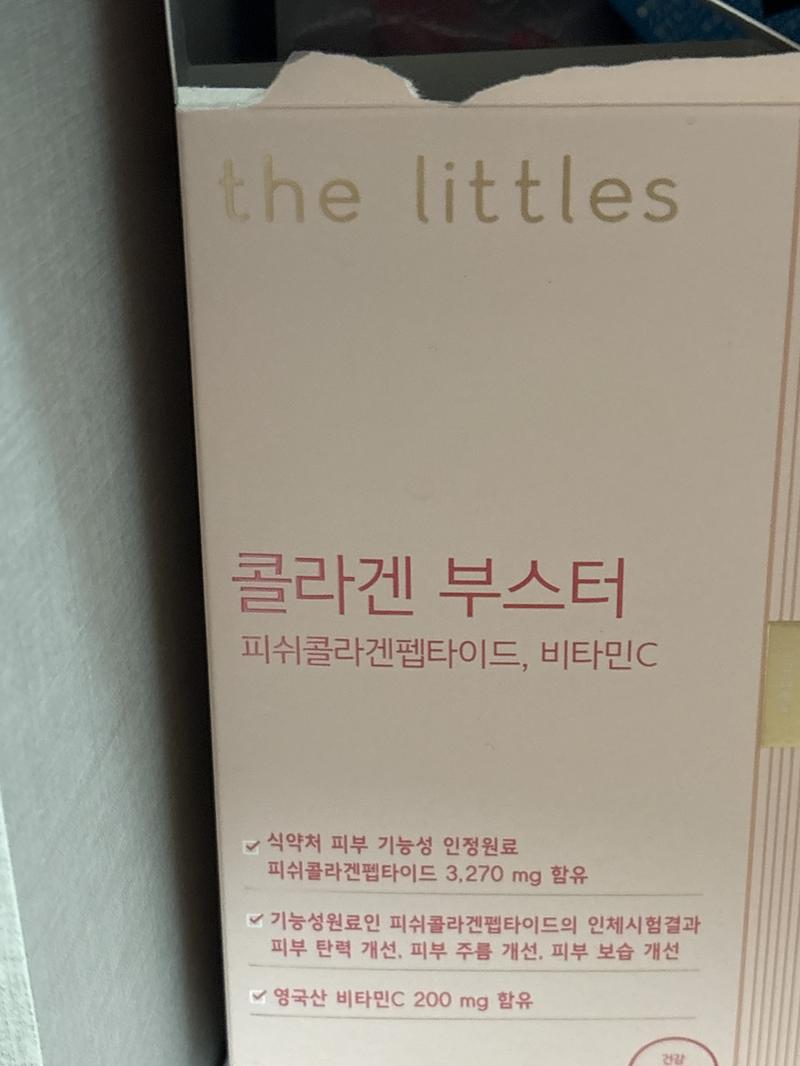 the littles
콜라겐 부스터
피쉬콜라겐펩타이드, 비타민C
식약처 피부 기능성 인정원료
피쉬콜라겐펩타이드 3,270 mg 함유
기능성원료인 피쉬콜라겐펩타이드의 인체시험결과
피부 탄력 개선, 피부 주름 개선, 피부 보습 개선
영국산 비타민C 200 mg 함유
건강